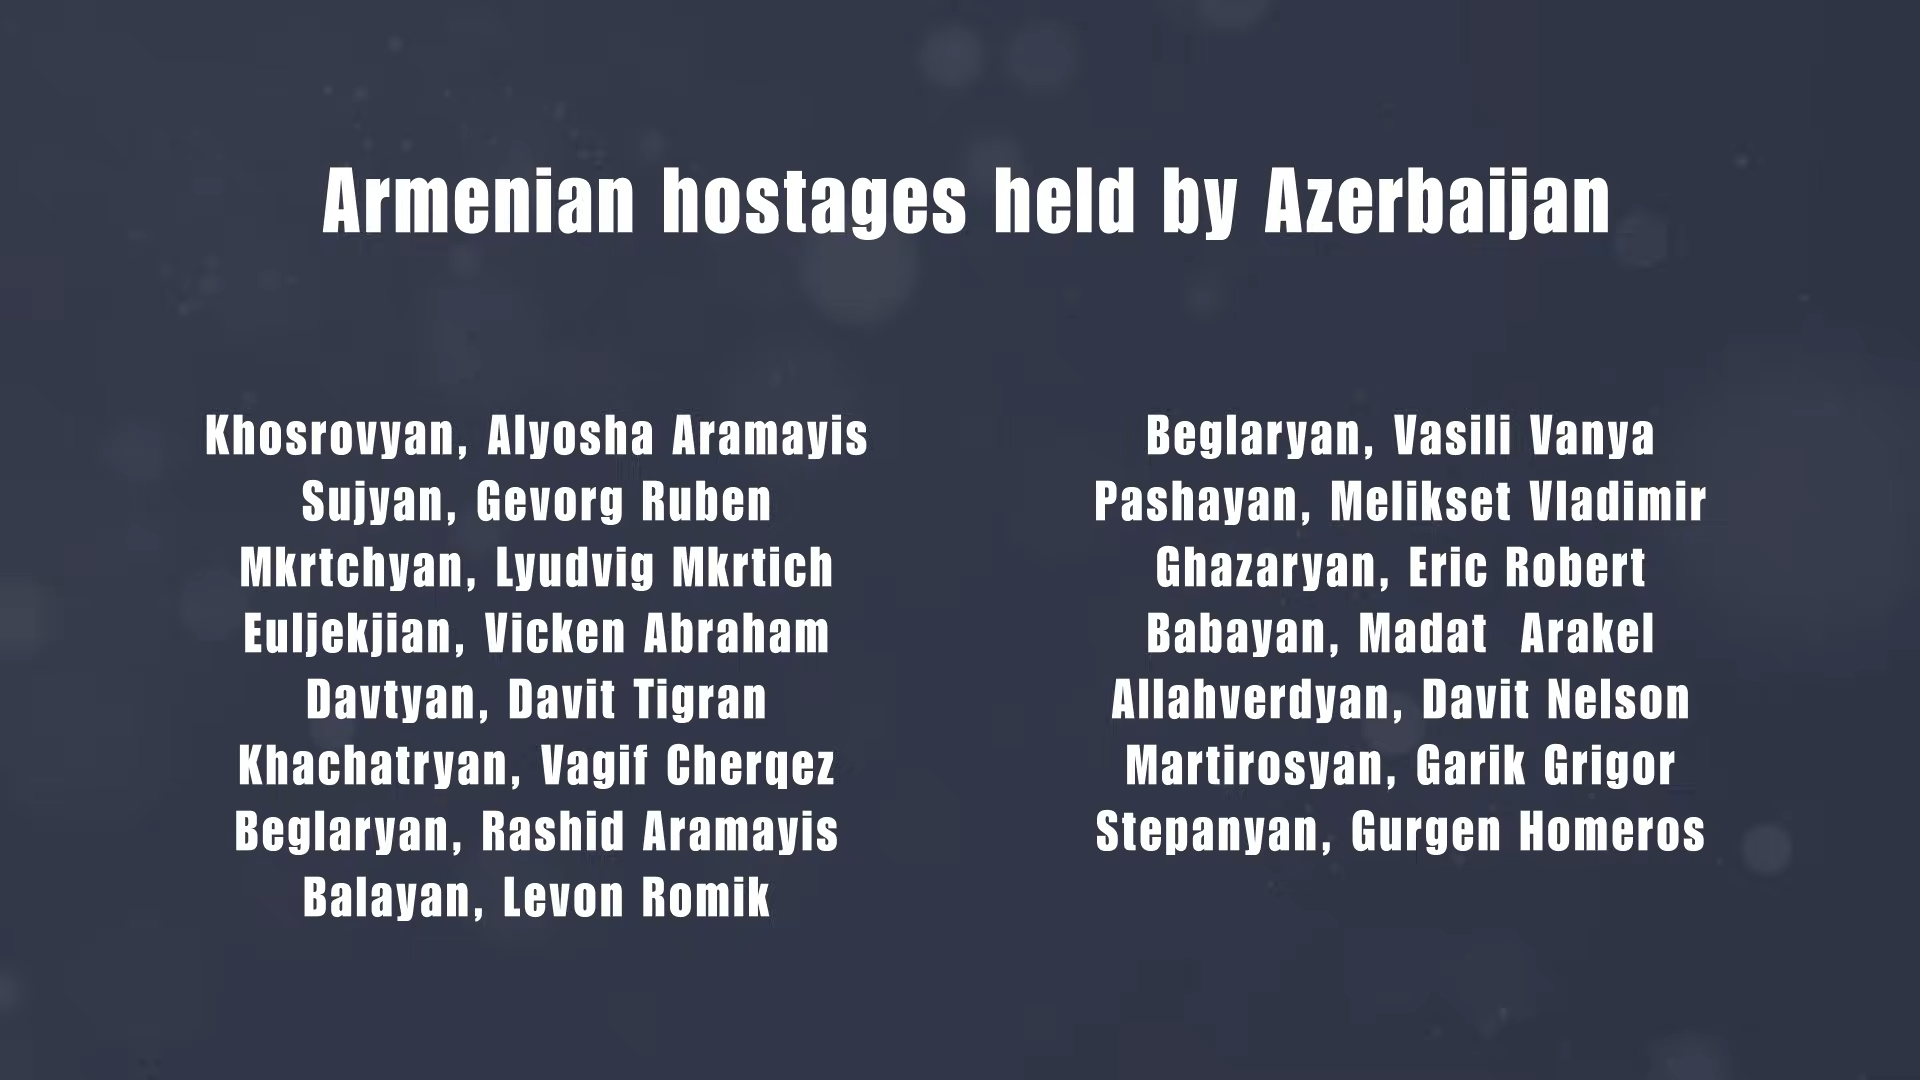 Armenian hostages held by Azerbaijan
Khosrovyan, Alyosha Aramayis
Sujyan, Gevorg Ruben
Mkrtchyan, Lyudvig Mkrtich
Euljekjian, Vicken Abraham
Davtyan, Davit Tigran
Khachatryan, Vagif Cherqez
Beglaryan, Rashid Aramayis
Balayan, Levon Romik
Beglaryan, Vasili Vanya
Pashayan, Melikset Vladimir
Ghazaryan, Eric Robert
Babayan, Madat  Arakel
Allahverdyan, Davit Nelson
Martirosyan, Garik Grigor
Stepanyan, Gurgen Homeros